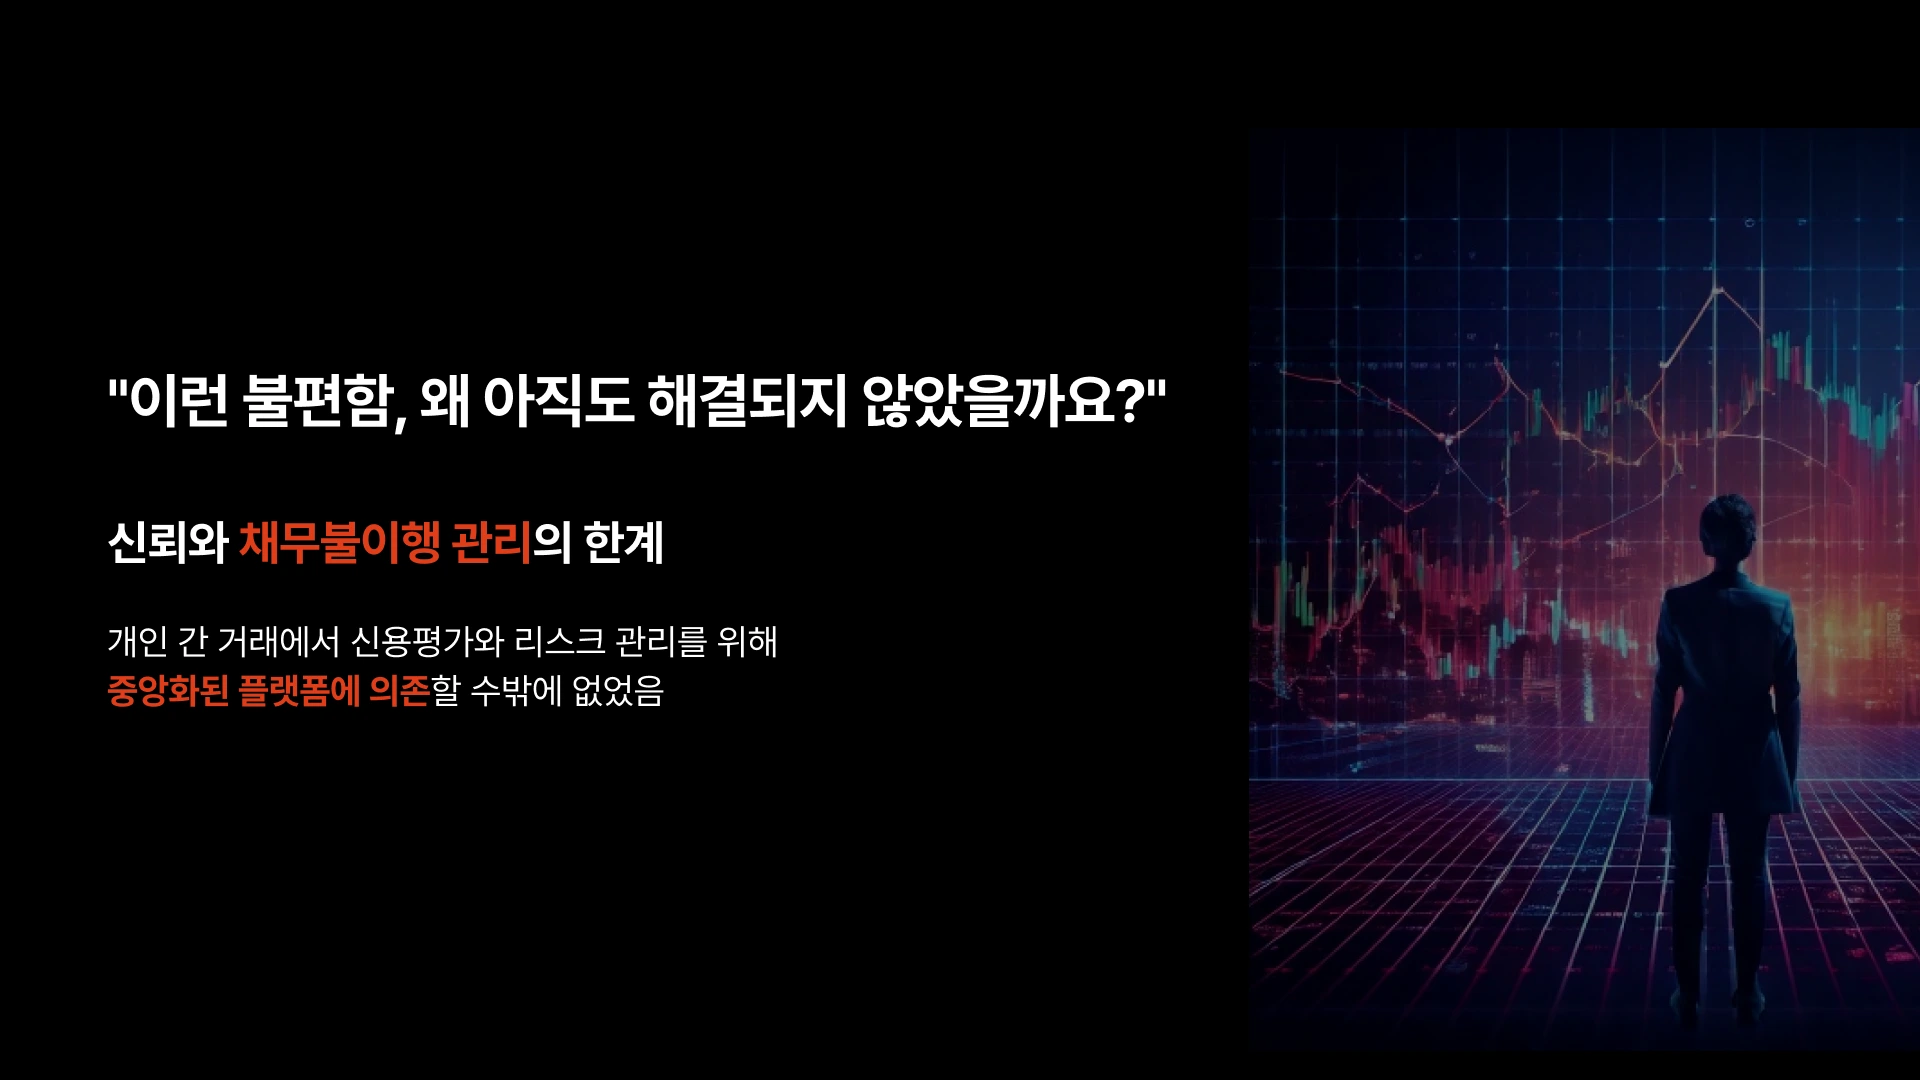 "이런 불편함, 왜 아직도 해결되지 않았을까요?"
신뢰와 채무불이행 관리의 한계
개인 간 거래에서 신용평가와 리스크 관리를 위해
중앙화된 플랫폼에 의존할 수밖에 없었음